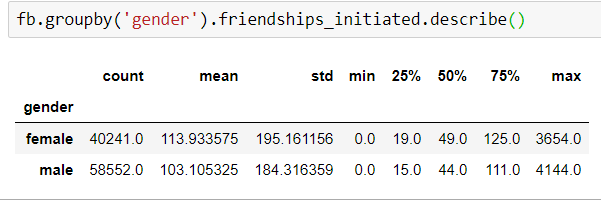 fb.groupby('gender').friendships_initiated.describe()
count mean std min 25% 50% 75% max
gender
female 40241.0 113.933575 195.161156 0.0 19.0 49.0 125.0 3654.0
male 58552.0 103.105325 184.316359 0.0 15.0 44.0 111.0 4144.0